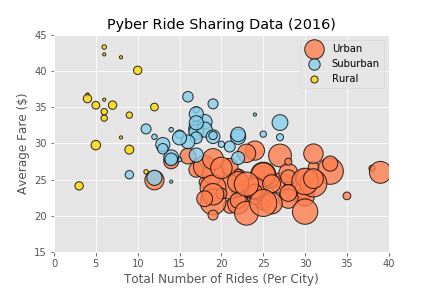 Pyber Ride Sharing Data (2016)
45
40
35
30
25
20
15
Average Fare ($)
Urban
Suburban
Rural
0 5 10 15 20 25 30 35 40
Total Number of Rides (Per City)